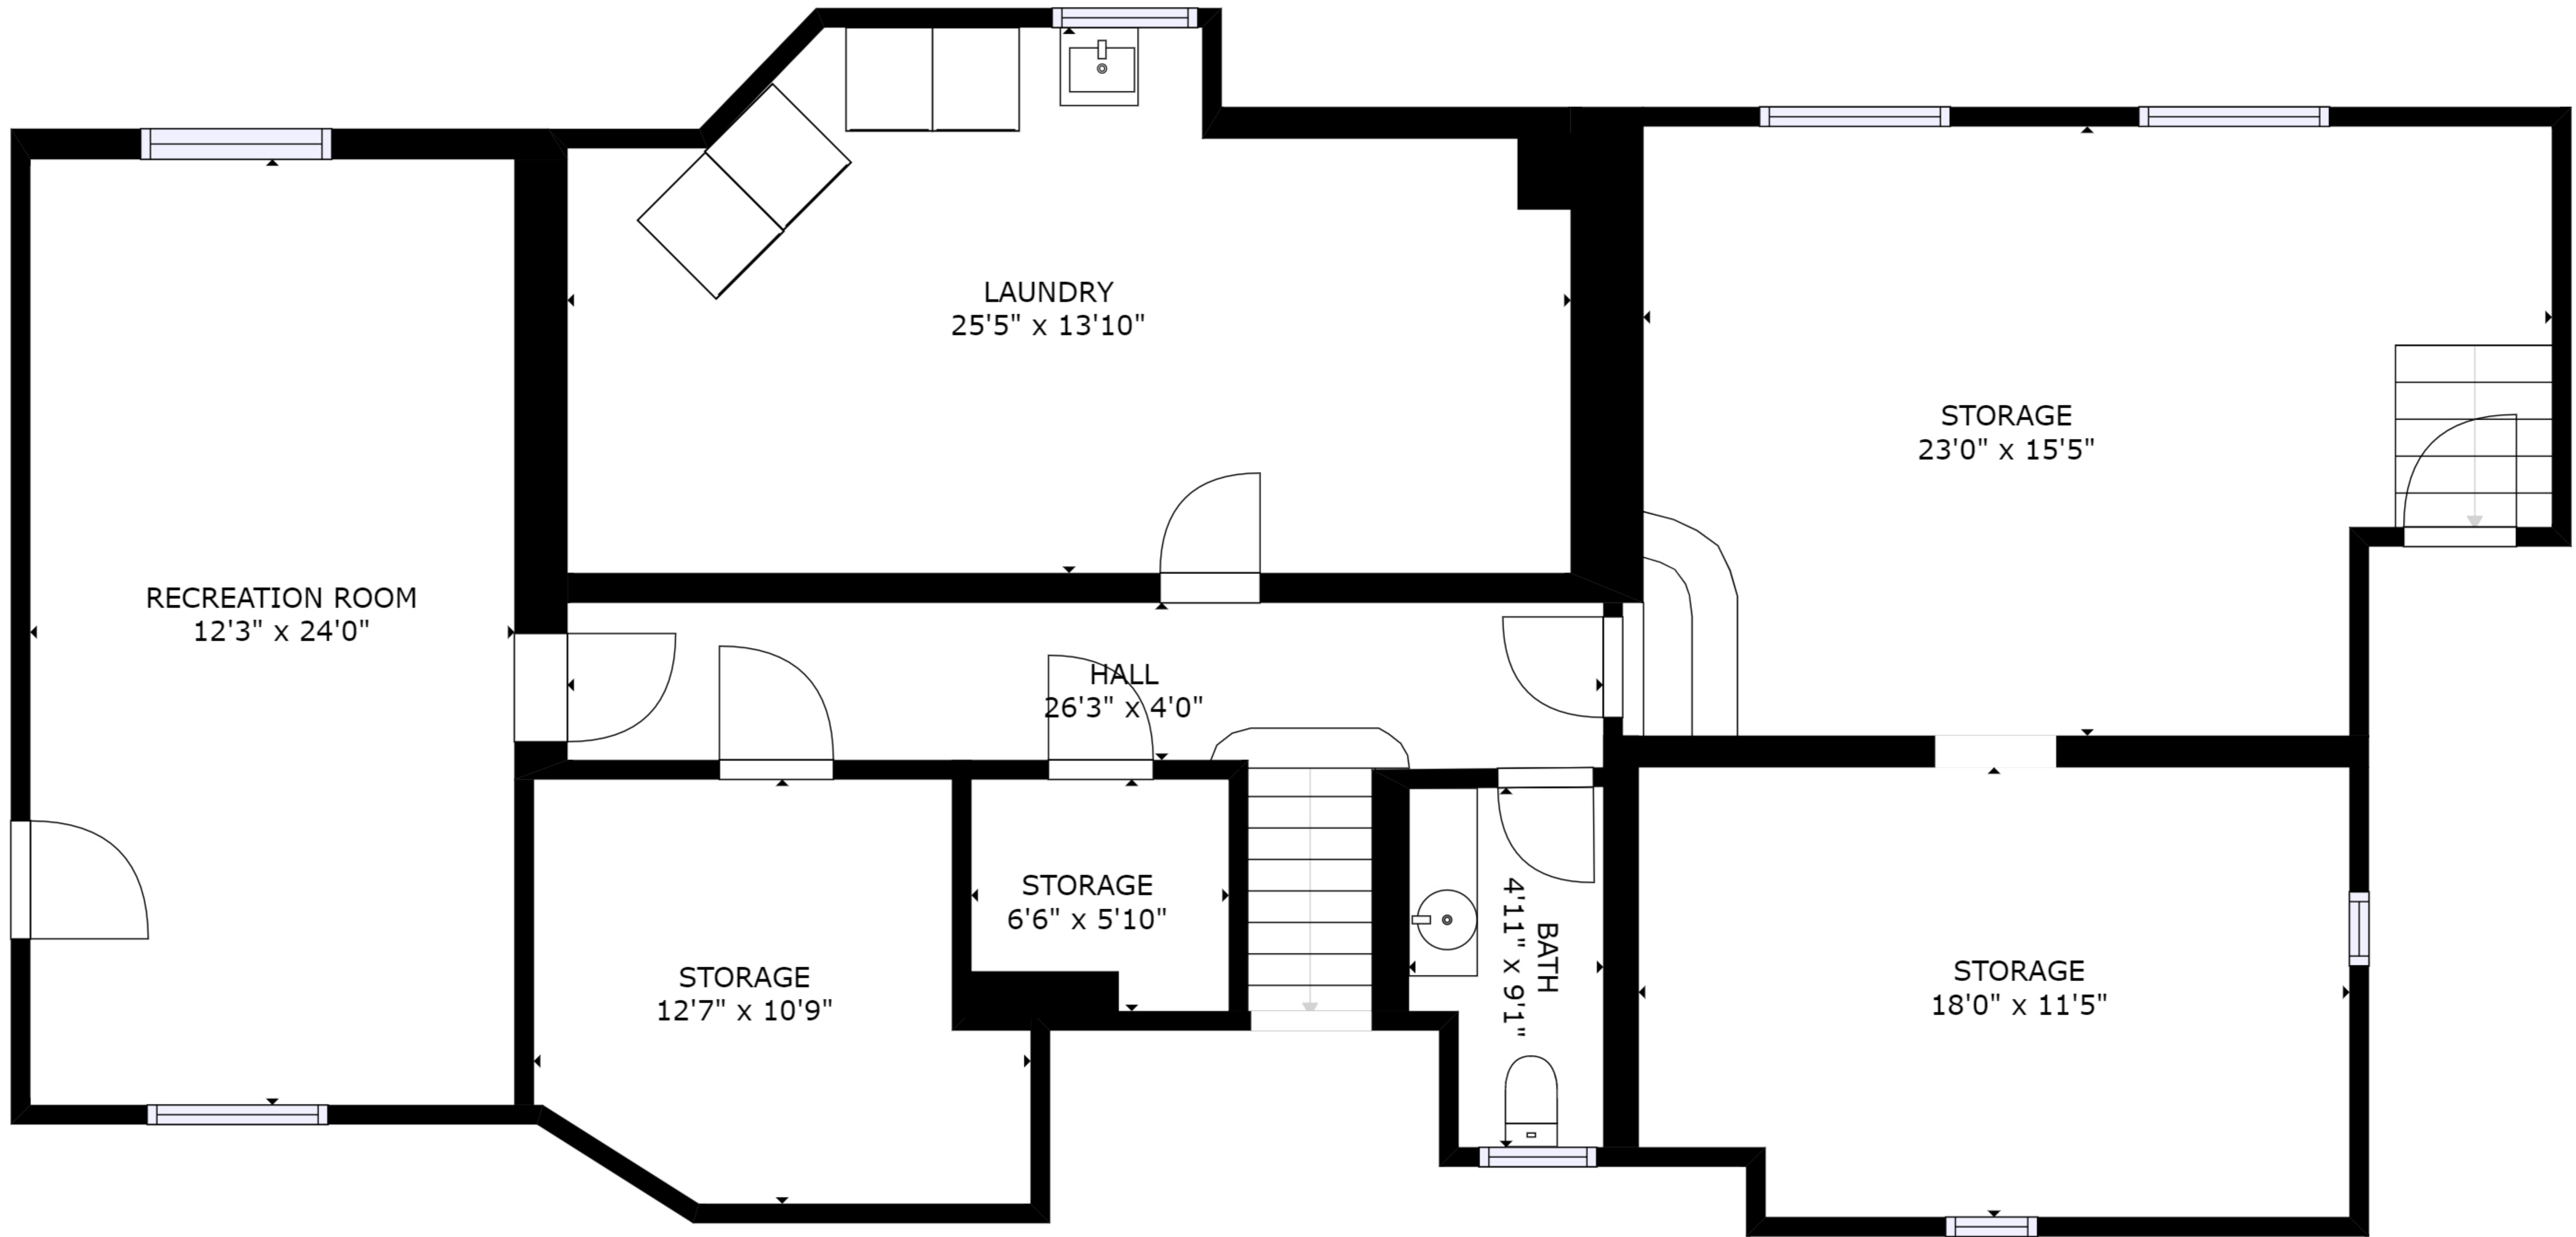 LAUNDRY
25'5" x 13'10"
STORAGE
23'0" x 15'5"
RECREATION ROOM
12'3" x 24'0"
HALL
26'3" x 4'0"
STORAGE
6'6" x 5'10"
BATH
4'11" x 9'1"
STORAGE
12'7" x 10'9"
STORAGE
18'0" x 11'5"